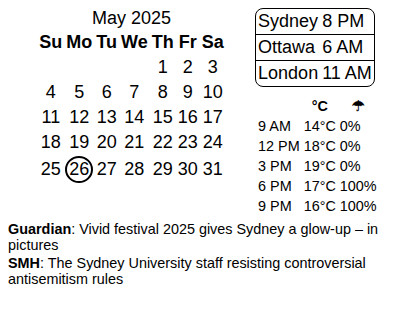 May 2025
Su Mo Tu We Th Fr Sa
1 2 3
4 5 6 7 8 9 10
11 12 13 14 15 16 17
18 19 20 21 22 23 24
25 26 27 28 29 30 31
Sydney 8 PM
Ottawa 6 AM
London 11 AM
°C ☂
9 AM 14°C 0%
12 PM 18°C 0%
3 PM 19°C 0%
6 PM 17°C 100%
9 PM 16°C 100%
Guardian: Vivid festival 2025 gives Sydney a glow-up – in
pictures
SMH: The Sydney University staff resisting controversial
antisemitism rules